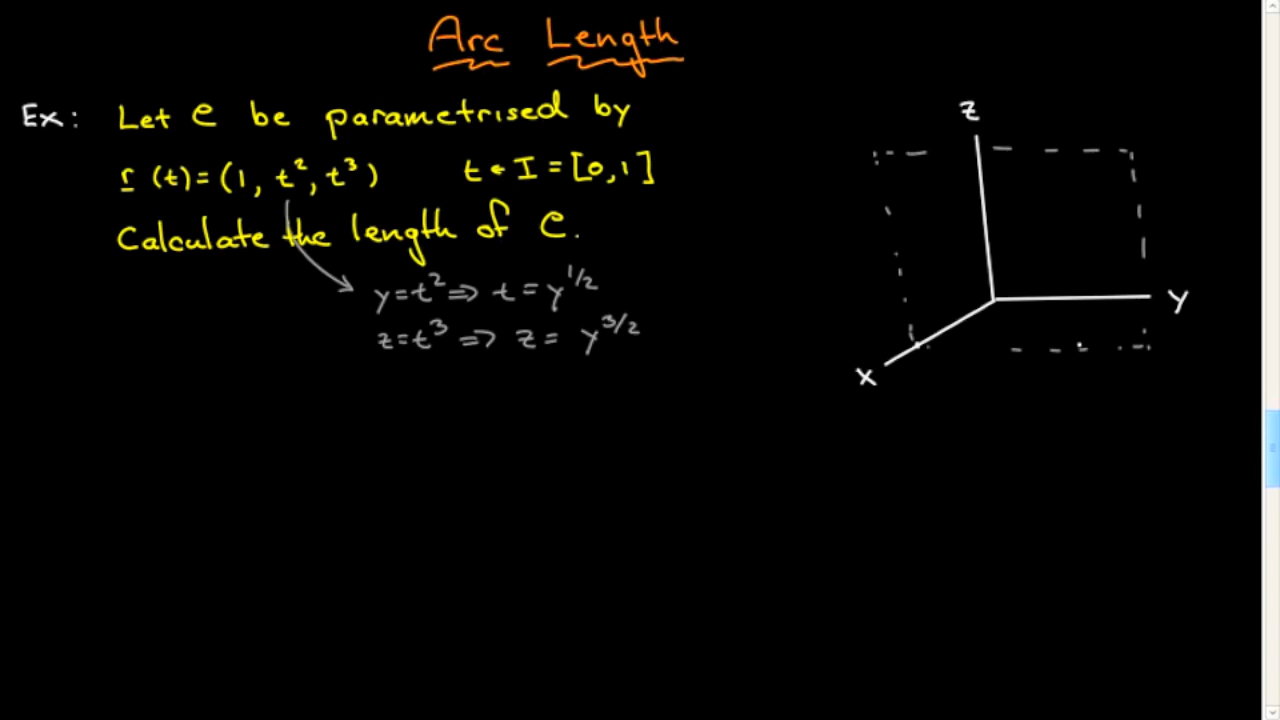 Arc Length
Ex: Let C be parametrised by
r(t)=(1, t², t³) t ∈ I = [0,1]
Calculate the length of C.
y=t² => t = y^1/2
z=t³ => z = y^3/2
z
y
x